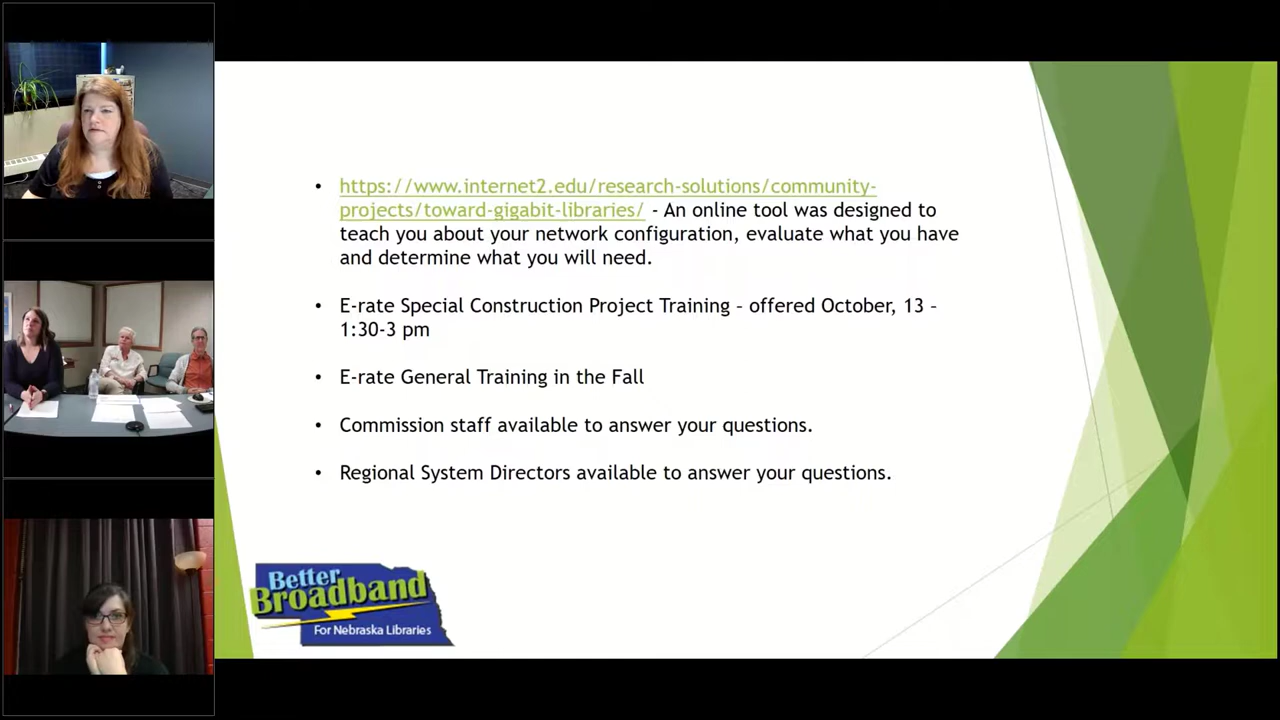 • https://www.internet2.edu/research-solutions/community-
projects/toward-gigabit-libraries/ - An online tool was designed to
teach you about your network configuration, evaluate what you have
and determine what you will need.
• E-rate Special Construction Project Training – offered October, 13 –
1:30-3 pm
• E-rate General Training in the Fall
• Commission staff available to answer your questions.
• Regional System Directors available to answer your questions.
Better
Broadband
For Nebraska Libraries